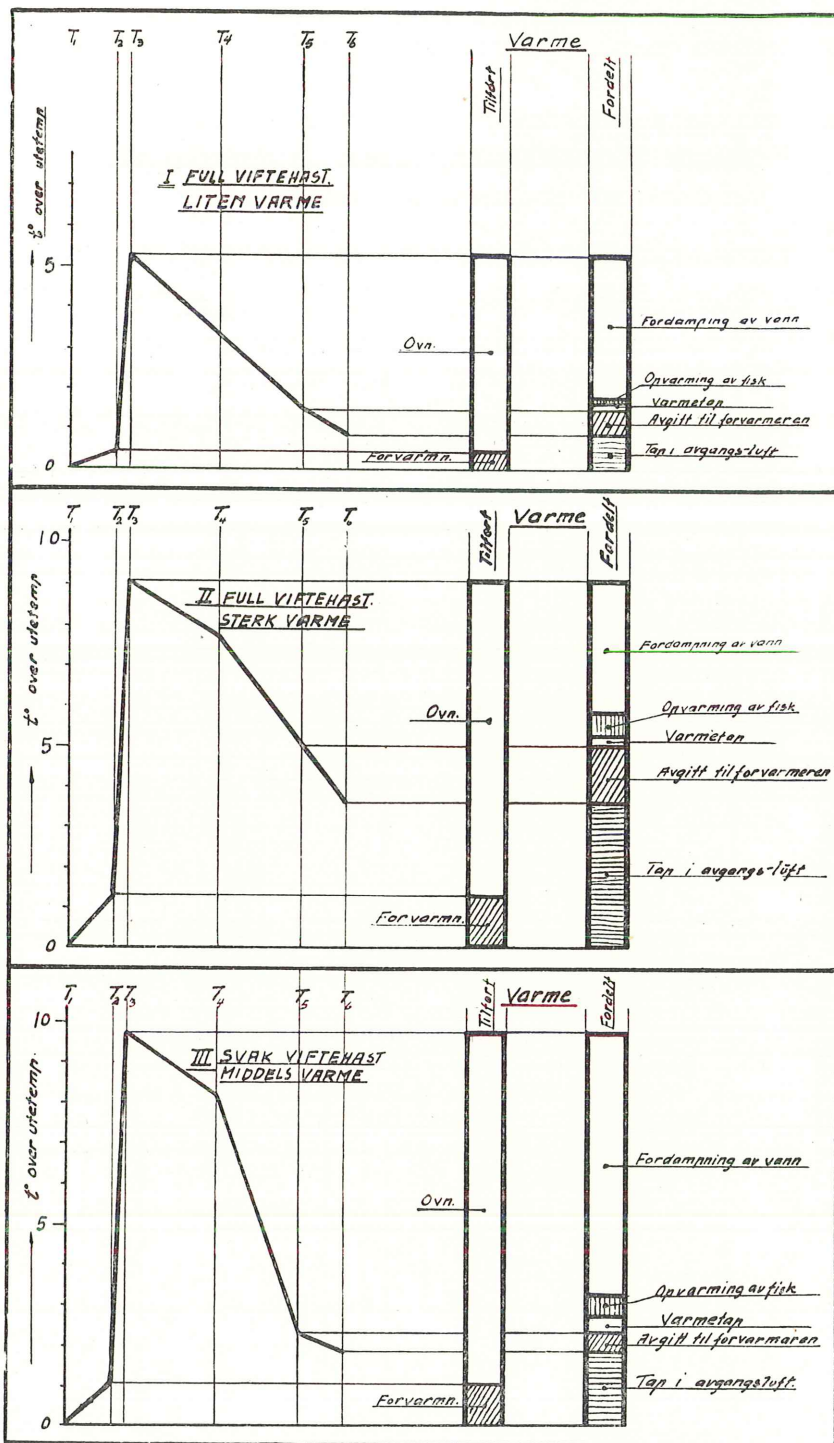 T₁ T₂ T₃ T₄ T₅ T₆ Varme
Tilført Fordelt
t° over utetemp
I FULL VIFTEHAST.
LITEN VARME
5
Ovn.
Fordamping av vann
Opvarming av fisk
Varmetap
Avgift til forvarmeren
Forvarmn.
Tap i avgangs-luft
0
T₁ T₂ T₃ T₄ T₅ T₆ Varme
Tilført Fordelt
10
t° over utetemp
II FULL VIFTEHAST.
STERK VARME
Fordampning av vann
Ovn.
Opvarming av fisk
5
Varmetap
Avgift til forvarmeren
Tap i avgangs-luft
Forvarmn.
0
T₁ T₂ T₃ T₄ T₅ T₆ Varme
Tilført Fordelt
10
t° over utetemp.
III SVAK VIFTEHAST
MIDDELS VARME
Fordampning av vann
Ovn.
5
Opvarming av fisk
Varmetap
Avgift til forvarmaren
Tap i avgangsluft.
Forvarmn.
0